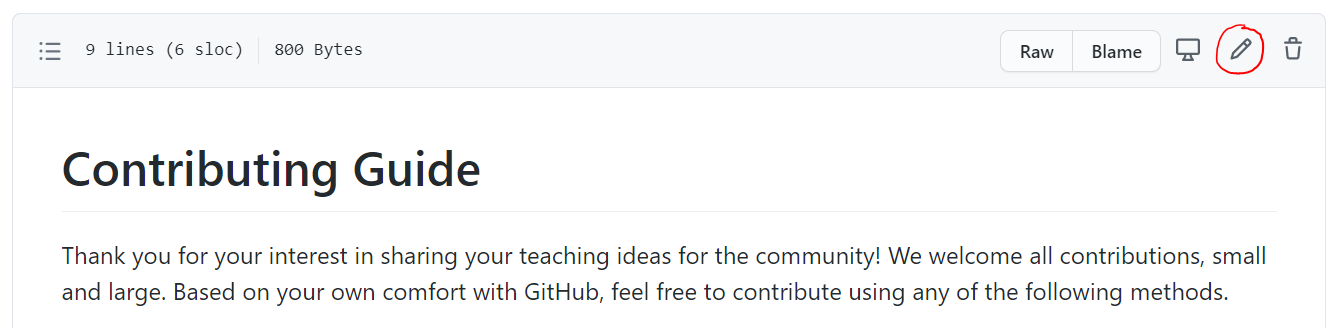 9 lines (6 sloc) 800 Bytes Raw Blame
Contributing Guide
Thank you for your interest in sharing your teaching ideas for the community! We welcome all contributions, small
and large. Based on your own comfort with GitHub, feel free to contribute using any of the following methods.